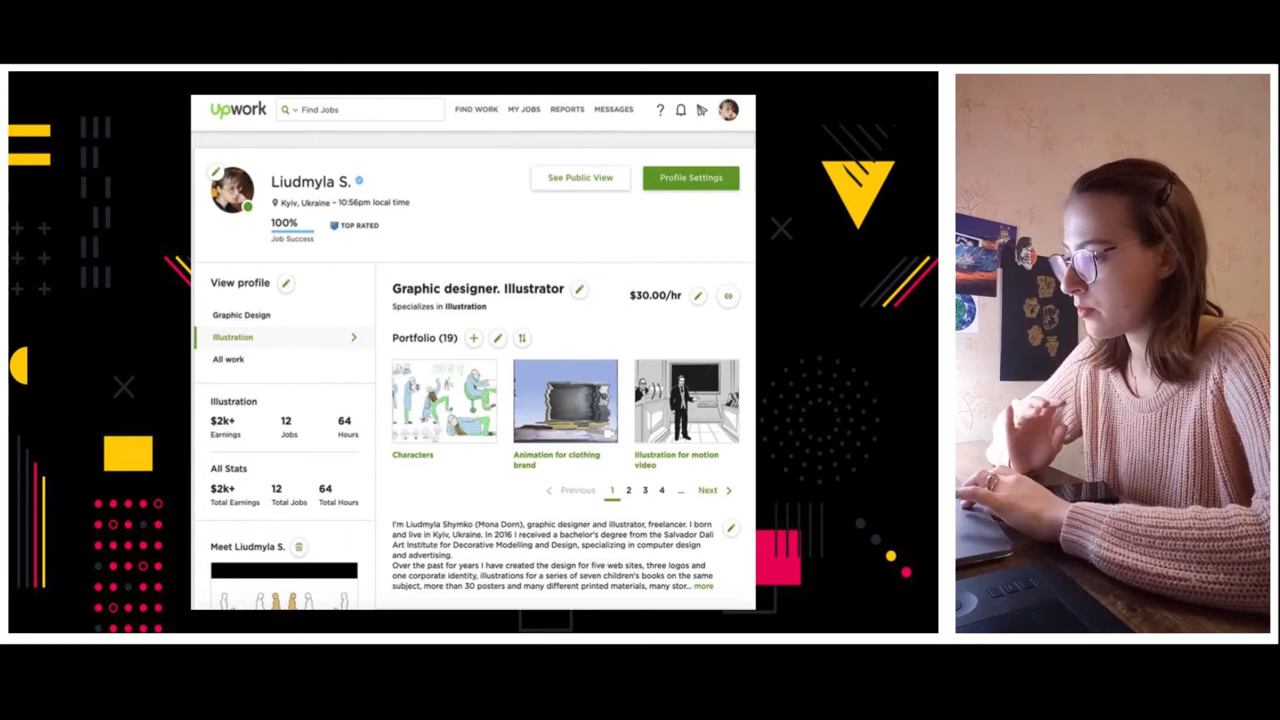 Upwork
Find Jobs
FIND WORK
MY JOBS
REPORTS
MESSAGES
?
Liudmyla S.
Kyiv, Ukraine – 10:56pm local time
100%
Job Success
TOP RATED
See Public View
Profile Settings
View profile
Graphic Design
Illustration
All work
Illustration
$2k+ 12 64
Earnings Jobs Hours
All Stats
$2k+ 12 64
Total Earnings Total Jobs Total Hours
Meet Liudmyla S.
Graphic designer. Illustrator
$30.00/hr
Specializes in Illustration
Portfolio (19)
Characters
Animation for clothing
brand
Illustration for motion
video
Previous 1 2 3 4 ... Next
I'm Liudmyla Shymko (Mona Dorn), graphic designer and illustrator, freelancer. I born
and live in Kyiv, Ukraine. In 2016 I received a bachelor's degree from the Salvador Dali
Art Institute for Decorative Modelling and Design, specializing in computer design
and advertising.
Over the past for years I have created the design for five web sites, three logos and
one corporate identity, illustrations for a series of seven children's books on the same
subject, more than 30 posters and many different printed materials, many stor... more